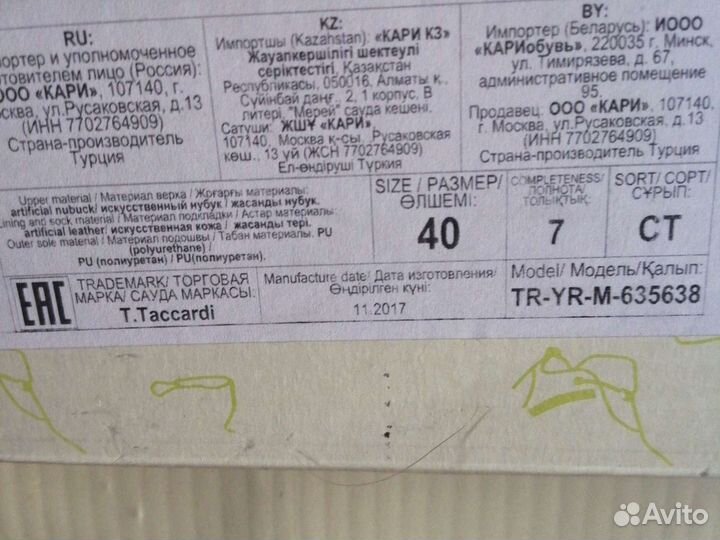 RU:
портер и уполномоченное
отовителем лицо (Россия):
ООО «КАРИ», 107140, г.
сква, ул.Русаковская, д.13
(ИНН 7702764909)
Страна-производитель
Турция
KZ:
Импортшы (Kazahstan): «КАРИ КЗ»
Жауапкершілігі шектеулі
серіктестігі, Қазақстан
Республикасы, 050016, Алматы к.,
Суйінбай даңғ., 2, 1 корпус, В
литері, "Мерей" сауда кешені.
Сатушы: ЖШҰ «КАРИ»,
107140, Москва қ-сы, Русаковская
көш., 13 үй (ЖСН 7702764909)
Ел-өндіруші Түркия
BY:
Импортер (Беларусь): ИООО
«КАРИобувь», 220035 г. Минск,
ул. Тимирязева, д. 67,
административное помещение
95.
Продавец: ООО «КАРИ», 107140,
г. Москва, ул.Русаковская, д.13
(ИНН 7702764909)
Страна-производитель Турция
Upper material / Материал верха / Жоғарғы материалы:
artificial nubuck/ искусственный нубук / жасанды нубук.
Lining and sock material / Материал подкладки / Астар материалы:
artificial leather/ искусственная кожа / жасанды тері.
Outer sole material / Материал подошвы / Табан материалы: PU
(polyurethane) /
PU (полиуретан) / PU(полиуретан).
SIZE / РАЗМЕР/
ӨЛШЕМІ:
40
COMPLETENESS/
ПОЛНОТА/
ТОЛЫҚТЫҚ:
7
SORT/ СОРТ/
СҰРЫП:
СТ
EAC
TRADEMARK/ ТОРГОВАЯ
МАРКА/ САУДА МАРКАСЫ:
T.Taccardi
Manufacture date/ Дата изготовления/
Өндірілген күні:
11.2017
Model/ Модель/Қалып:
TR-YR-M-635638
Avito